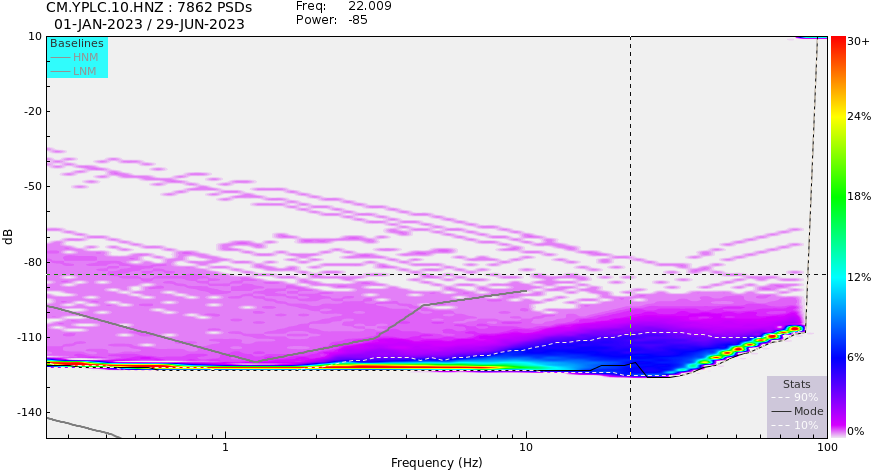 CM.YPLC.10.HNZ : 7862 PSDs
01-JAN-2023 / 29-JUN-2023
Freq: 22.009
Power: -85
Baselines
HNM
LNM
10
-20
-50
-80
-110
-140
dB
30+
24%
18%
12%
6%
0%
Stats
90%
Mode
10%
1
10
100
Frequency (Hz)